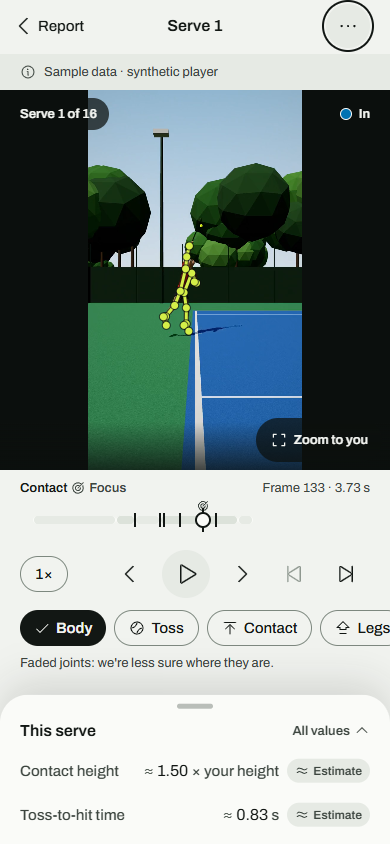 Report
Serve 1
Sample data · synthetic player
Serve 1 of 16
In
Zoom to you
Contact Focus
Frame 133 · 3.73 s
1×
Body
Toss
Contact
Legs
Faded joints: we're less sure where they are.
This serve
All values
Contact height
≈ 1.50 × your height
Estimate
Toss-to-hit time
≈ 0.83 s
Estimate